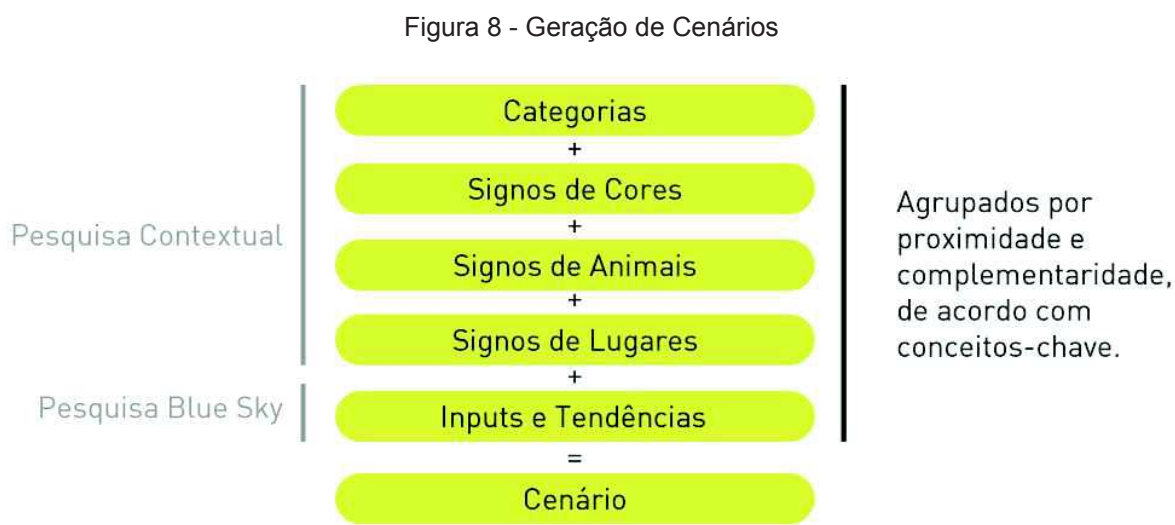 Figura 8 - Geração de Cenários
Categorias
+
Signos de Cores
+
Pesquisa Contextual
Signos de Animais
+
Signos de Lugares
+
Pesquisa Blue Sky
Inputs e Tendências
=
Cenário
Agrupados por
proximidade e
complementaridade,
de acordo com
conceitos-chave.